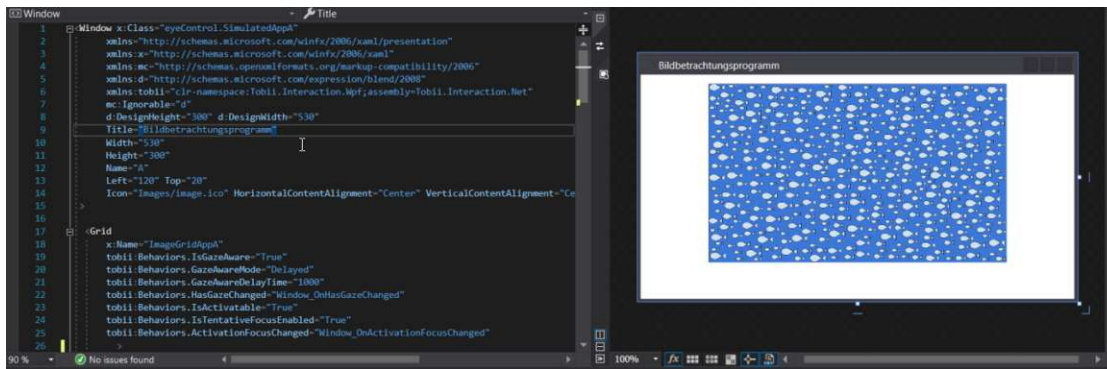 Window
Title
1 <Window x:Class="eyeControl.SimulatedAppA"
2 xmlns="http://schemas.microsoft.com/winfx/2006/xaml/presentation"
3 xmlns:x="http://schemas.microsoft.com/winfx/2006/xaml"
4 xmlns:mc="http://schemas.openxmlformats.org/markup-compatibility/2006"
5 xmlns:d="http://schemas.microsoft.com/expression/blend/2008"
6 xmlns:tobii="clr-namespace:Tobii.Interaction.Wpf;assembly=Tobii.Interaction.Net"
7 mc:Ignorable="d"
8 d:DesignHeight="300" d:DesignWidth="530"
9 Title="Bildbetrachtungsprogramm"
10 Width="530"
11 Height="300"
12 Name="A"
13 Left="120" Top="20"
14 Icon="Images/image.ico" HorizontalContentAlignment="Center" VerticalContentAlignment="Ce
15 >
16
17 <Grid
18 x:Name="ImageGridAppA"
19 tobii:Behaviors.IsGazeAware="True"
20 tobii:Behaviors.GazeAwareMode="Delayed"
21 tobii:Behaviors.GazeAwareDelayTime="1000"
22 tobii:Behaviors.HasGazeChanged="Window_OnHasGazeChanged"
23 tobii:Behaviors.IsActivatable="True"
24 tobii:Behaviors.IsTentativeFocusEnabled="True"
25 tobii:Behaviors.ActivationFocusChanged="Window_OnActivationFocusChanged"
26 >
90 % No issues found
Bildbetrachtungsprogramm
100% fx